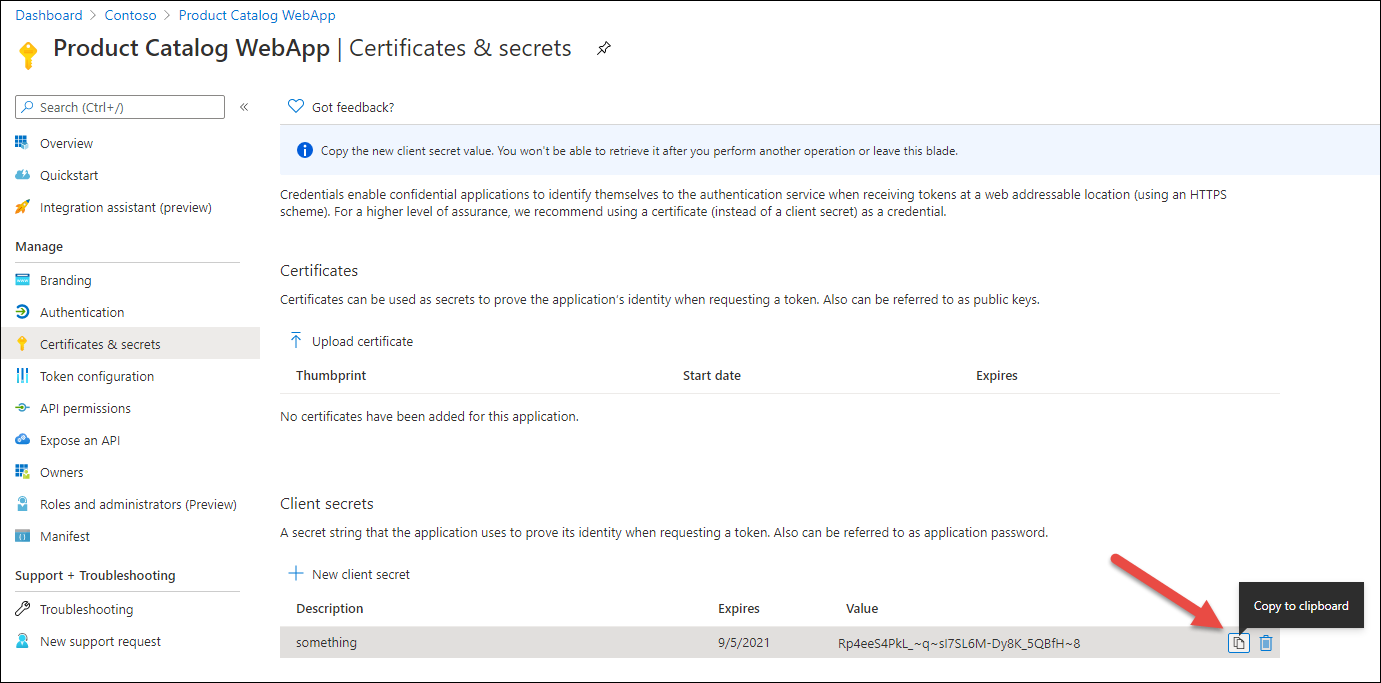 Dashboard > Contoso > Product Catalog WebApp
Product Catalog WebApp | Certificates & secrets
Search (Ctrl+/)
«
Overview
Quickstart
Integration assistant (preview)
Manage
Branding
Authentication
Certificates & secrets
Token configuration
API permissions
Expose an API
Owners
Roles and administrators (Preview)
Manifest
Support + Troubleshooting
Troubleshooting
New support request
Got feedback?
Copy the new client secret value. You won't be able to retrieve it after you perform another operation or leave this blade.
Credentials enable confidential applications to identify themselves to the authentication service when receiving tokens at a web addressable location (using an HTTPS
scheme). For a higher level of assurance, we recommend using a certificate (instead of a client secret) as a credential.
Certificates
Certificates can be used as secrets to prove the application's identity when requesting a token. Also can be referred to as public keys.
Upload certificate
Thumbprint Start date Expires
No certificates have been added for this application.
Client secrets
A secret string that the application uses to prove its identity when requesting a token. Also can be referred to as application password.
New client secret
Copy to clipboard
Description Expires Value
something 9/5/2021 Rp4eeS4PkL_~q~sI7SL6M-Dy8K_5QBfH~8